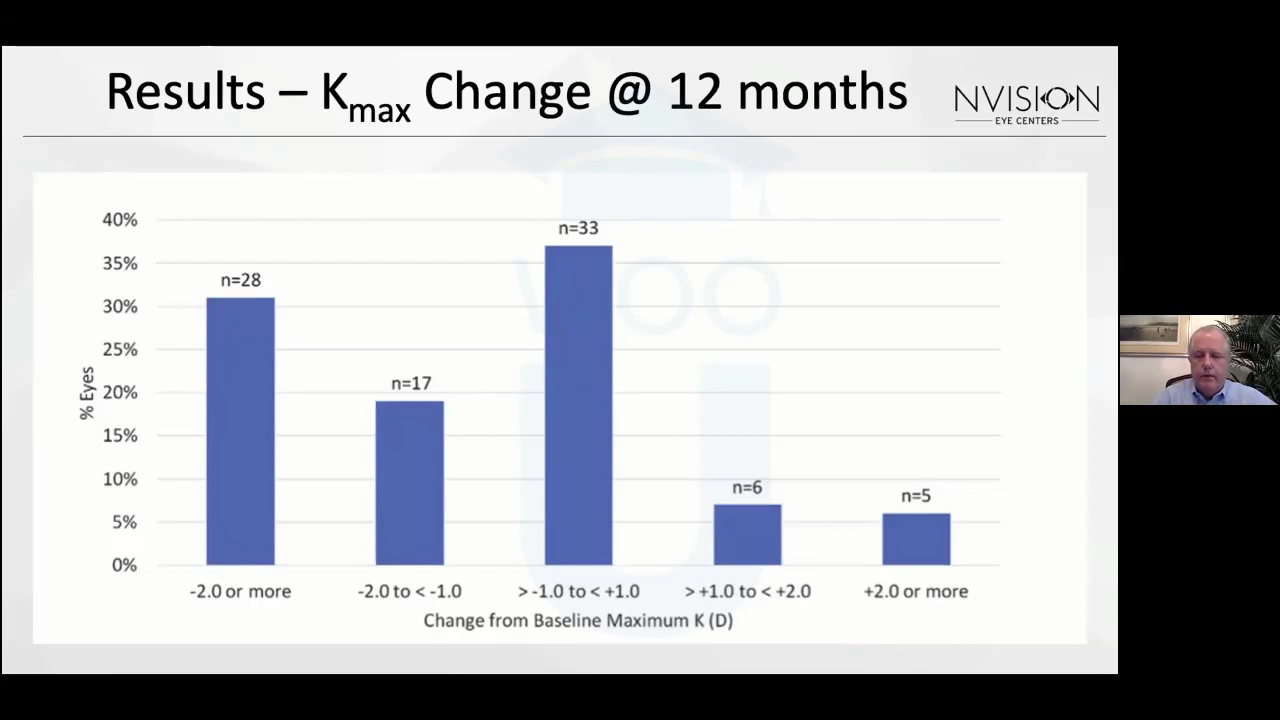 Results – Kmax Change @ 12 months
NVISION
EYE CENTERS
40%
35%
30%
25%
20%
15%
10%
5%
0%
% Eyes
n=28
n=17
n=33
n=6
n=5
-2.0 or more
-2.0 to < -1.0
> -1.0 to < +1.0
> +1.0 to < +2.0
+2.0 or more
Change from Baseline Maximum K (D)
WOO
U